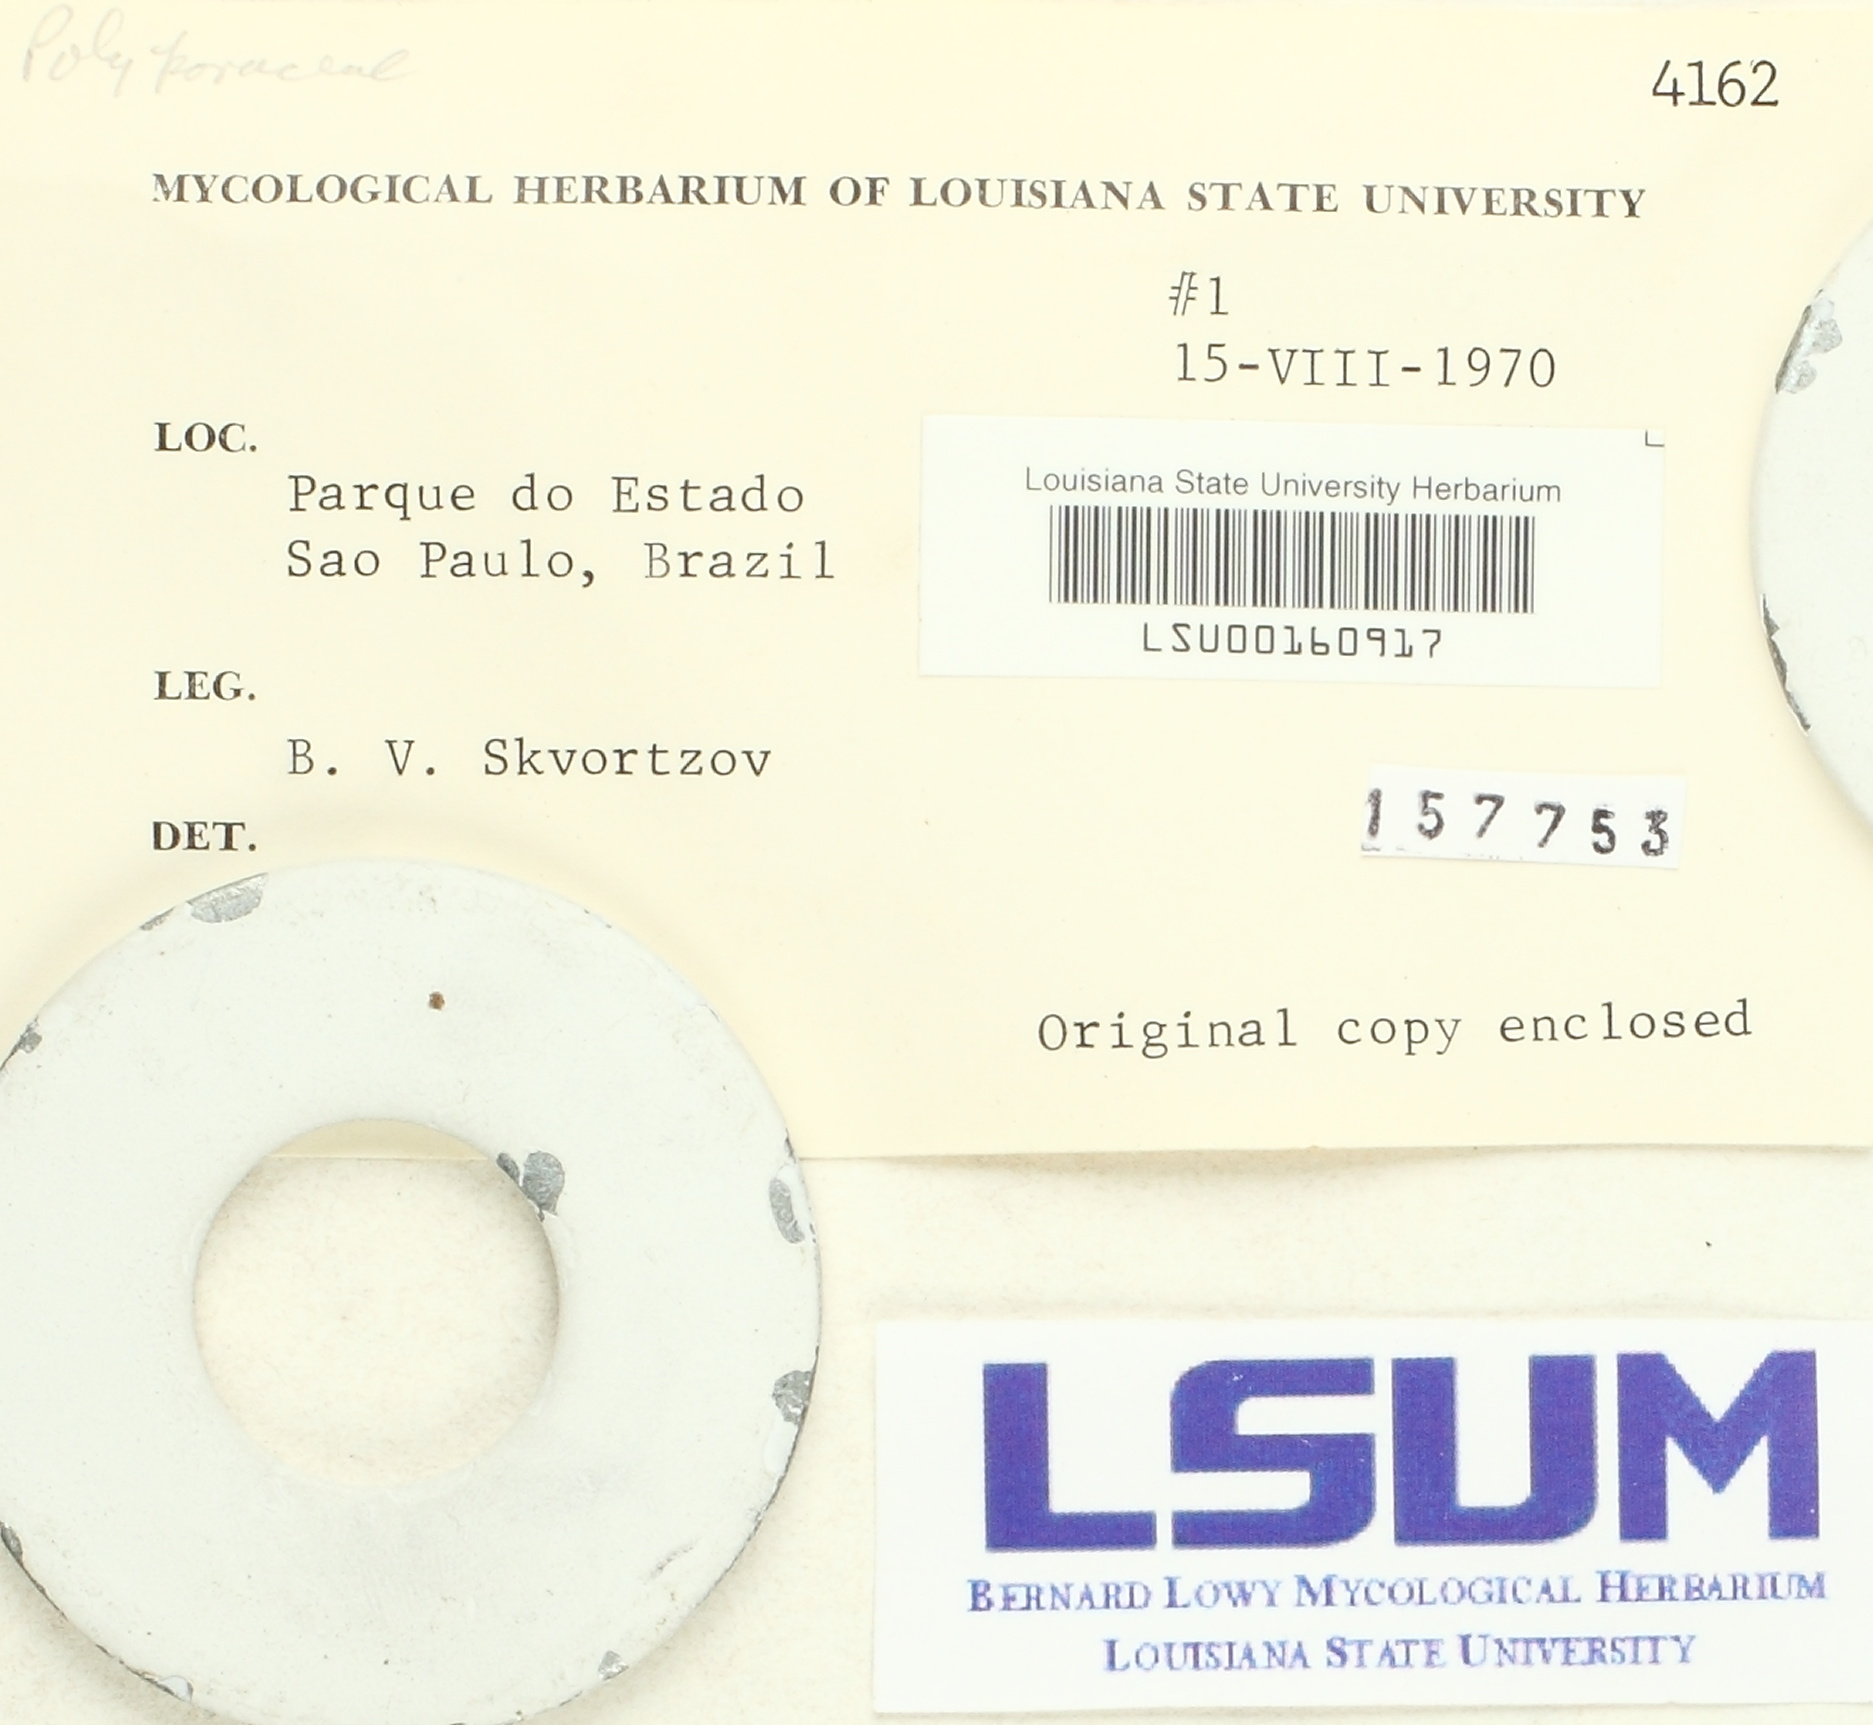 Polyporaceae
4162
MYCOLOGICAL HERBARIUM OF LOUISIANA STATE UNIVERSITY
#1
15-VIII-1970
LOC.
Parque do Estado
Sao Paulo, Brazil
Louisiana State University Herbarium
LSU00160917
LEG.
B. V. Skvortzov
157753
DET.
Original copy enclosed
LSUM
BERNARD LOWY MYCOLOGICAL HERBARIUM
LOUISIANA STATE UNIVERSITY